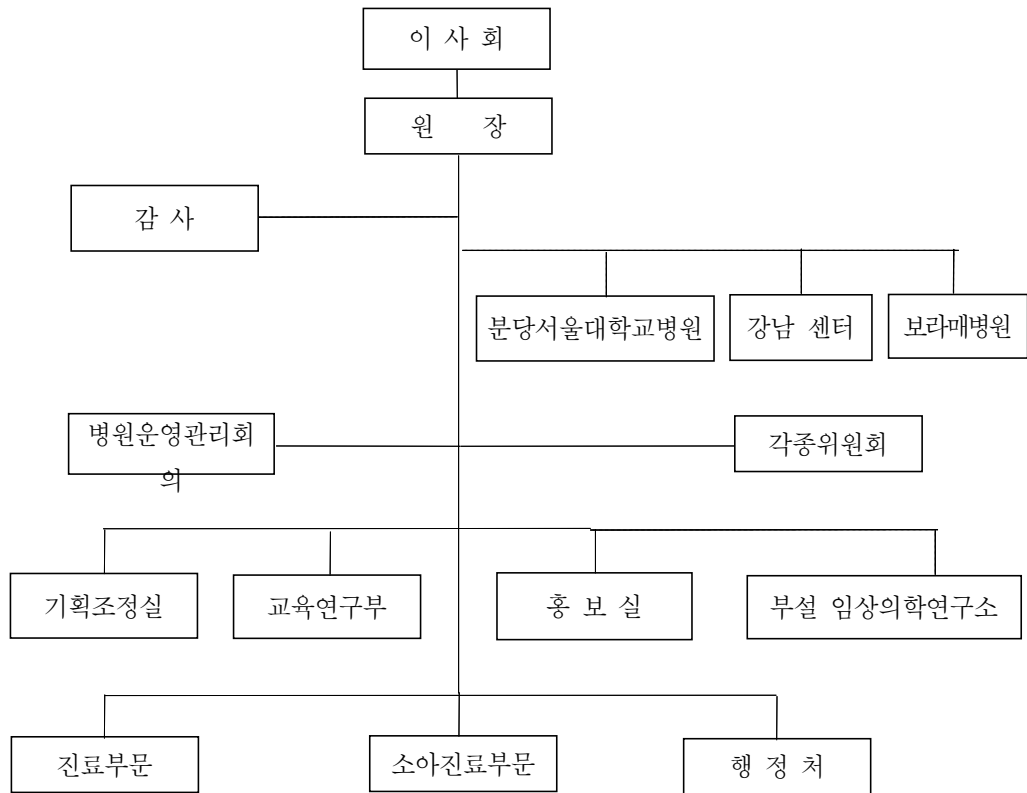 이 사 회
원 장
감 사
분당서울대학교병원
강남 센터
보라매병원
병원운영관리회
의
각종위원회
기획조정실
교육연구부
홍 보 실
부설 임상의학연구소
진료부문
소아진료부문
행 정 처